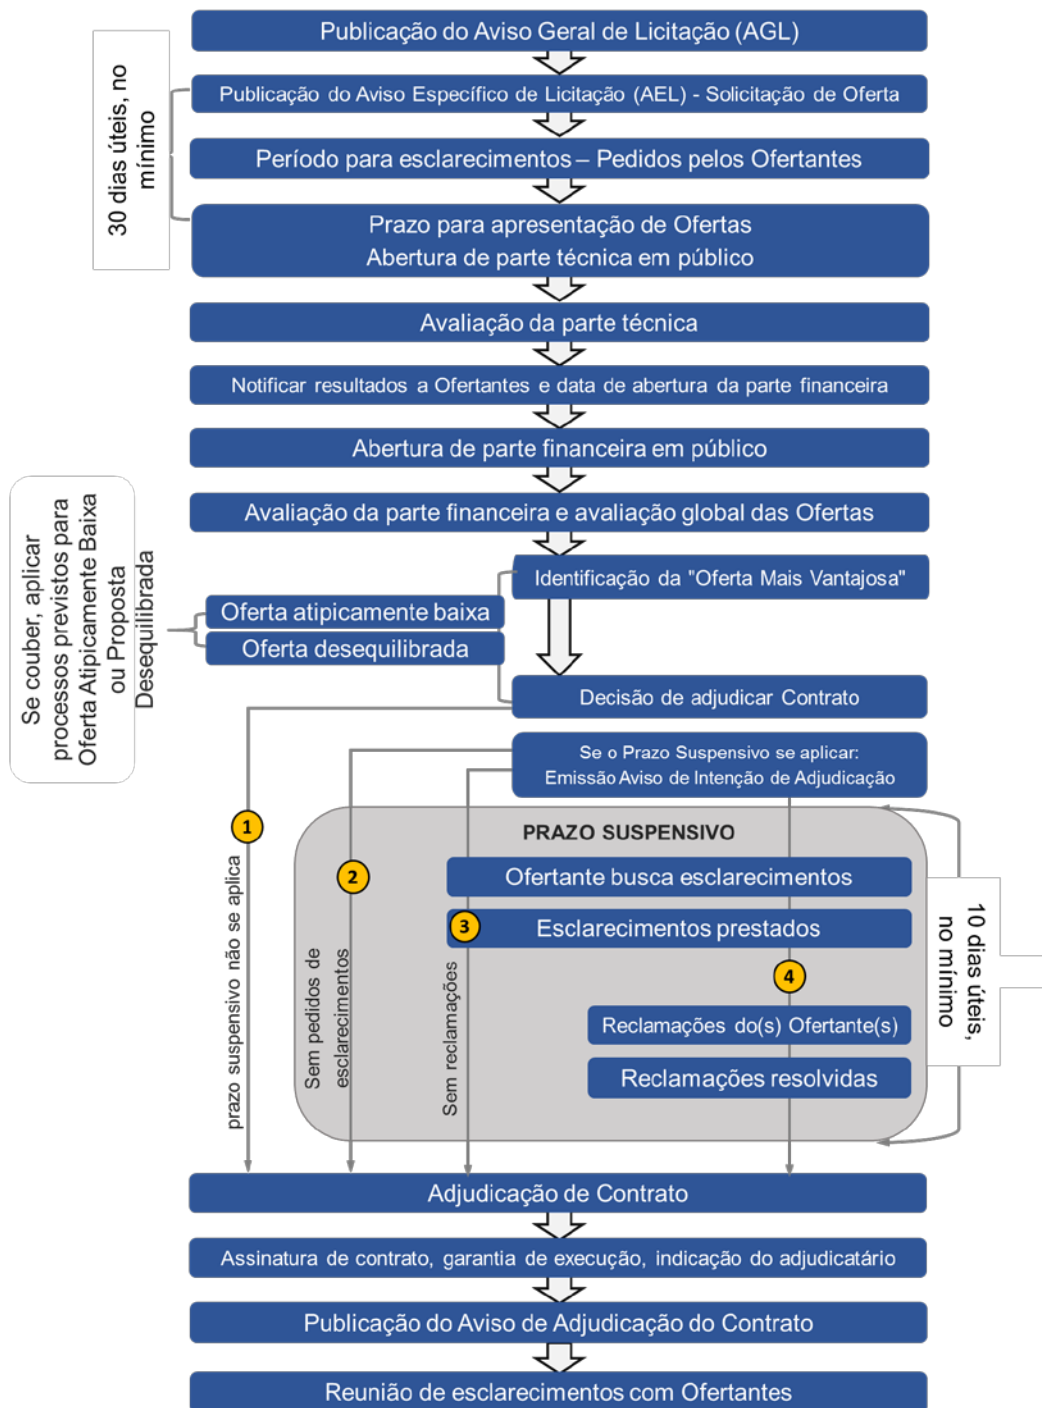 Publicação do Aviso Geral de Licitação (AGL)
30 dias úteis, no
mínimo
Publicação do Aviso Específico de Licitação (AEL) - Solicitação de Oferta
Período para esclarecimentos – Pedidos pelos Ofertantes
Prazo para apresentação de Ofertas
Abertura de parte técnica em público
Avaliação da parte técnica
Notificar resultados a Ofertantes e data de abertura da parte financeira
Abertura de parte financeira em público
Avaliação da parte financeira e avaliação global das Ofertas
Se couber, aplicar
processos previstos para
Oferta Atipicamente Baixa
ou Proposta
Desequilibrada
Identificação da "Oferta Mais Vantajosa"
Oferta atipicamente baixa
Oferta desequilibrada
Decisão de adjudicar Contrato
Se o Prazo Suspensivo se aplicar:
Emissão Aviso de Intenção de Adjudicação
1
prazo suspensivo não se aplica
PRAZO SUSPENSIVO
2
Sem pedidos de
esclarecimentos
Ofertante busca esclarecimentos
3
Esclarecimentos prestados
Sem reclamações
4
Reclamações do(s) Ofertante(s)
Reclamações resolvidas
10 dias úteis,
no mínimo
Adjudicação de Contrato
Assinatura de contrato, garantia de execução, indicação do adjudicatário
Publicação do Aviso de Adjudicação do Contrato
Reunião de esclarecimentos com Ofertantes